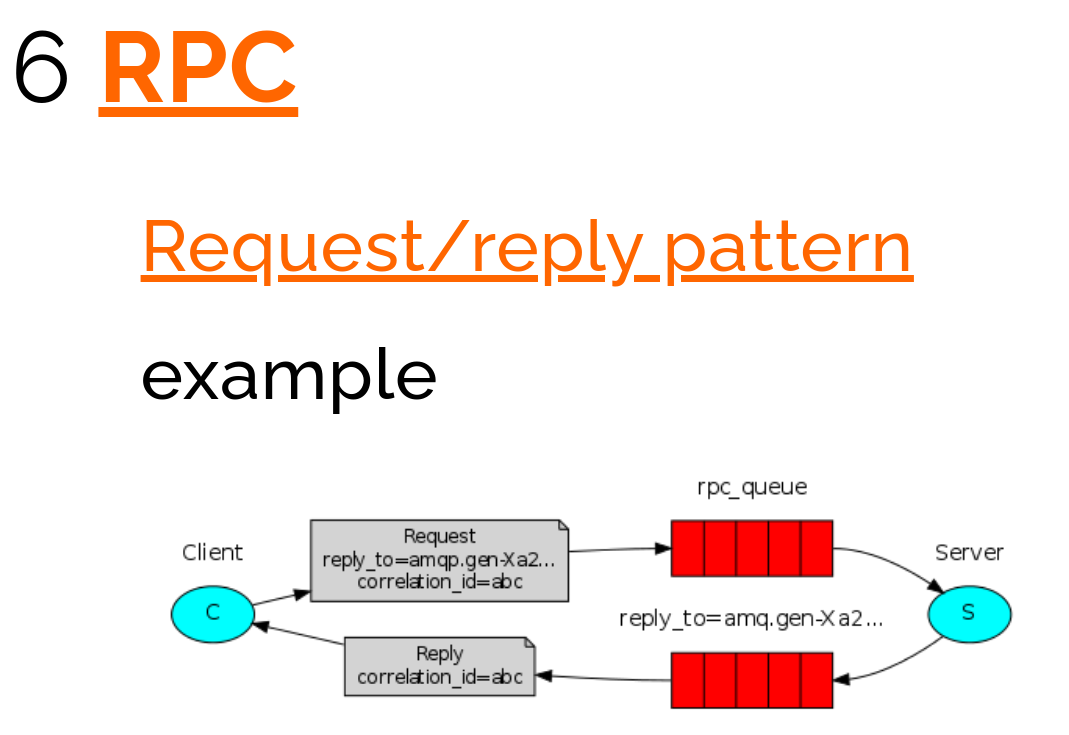 6 RPC
Request/reply pattern
example
rpc_queue
Client
Request
reply_to=amqp.gen-Xa2...
correlation_id=abc
Server
C
S
reply_to=amq.gen-Xa2...
Reply
correlation_id=abc